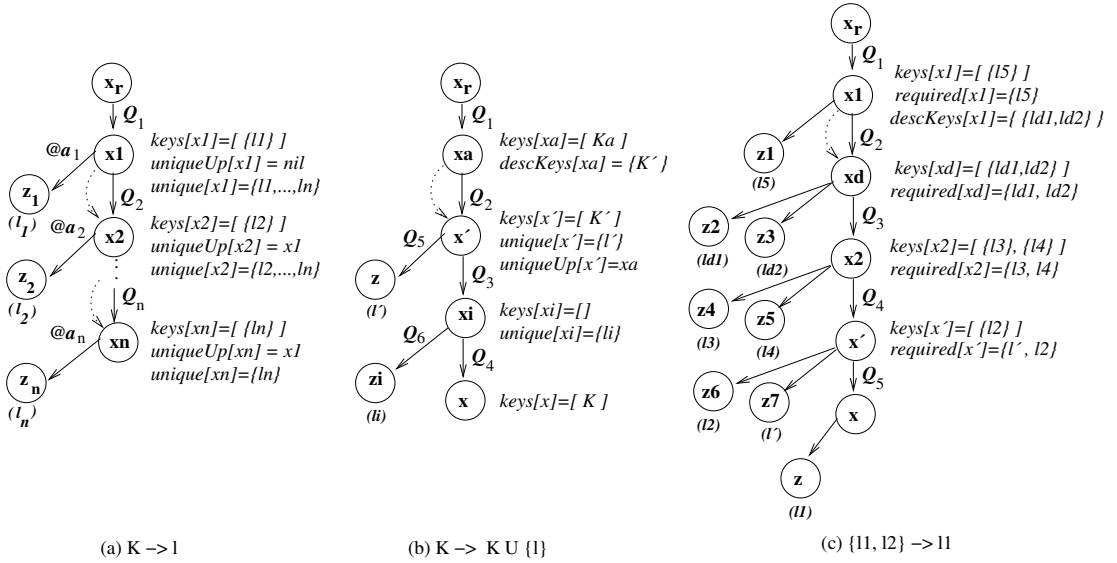 x_r
Q_1
keys[x1]=[ {l1} ]
@a_1
x1
uniqueUp[x1] = nil
unique[x1]={l1,...,ln}
z_1
Q_2
(l_1)
@a_2
keys[x2]=[ {l2} ]
x2
uniqueUp[x2] = x1
unique[x2]={l2,...,ln}
z_2
(l_2)
Q_n
@a_n
keys[xn]=[ {ln} ]
xn
uniqueUp[xn] = x1
unique[xn]={ln}
z_n
(l_n)
(a) K −> l
x_r
Q_1
xa
keys[xa]=[ Ka ]
descKeys[xa] = {K´}
Q_2
keys[x´]=[ K´ ]
Q_5
x´
unique[x´]={l´}
uniqueUp[x´]=xa
z
Q_3
(l´)
xi
keys[xi]=[]
unique[xi]={li}
Q_6
zi
Q_4
(li)
x
keys[x]=[ K ]
(b) K −> K U {l}
x_r
Q_1
keys[x1]=[ {l5} ]
x1
required[x1]={l5}
descKeys[x1]={ {ld1,ld2} }
z1
Q_2
(l5)
xd
keys[xd]=[ {ld1,ld2} ]
required[xd]={ld1, ld2}
z2
z3
Q_3
(ld1)
(ld2)
x2
keys[x2]=[ {l3}, {l4} ]
required[x2]={l3, l4}
z4
z5
Q_4
(l3)
(l4)
x´
keys[x´]=[ {l2} ]
required[x´]={l´, l2}
z6
z7
Q_5
(l2)
(l´)
x
z
(l1)
(c) {l1, l2} −> l1